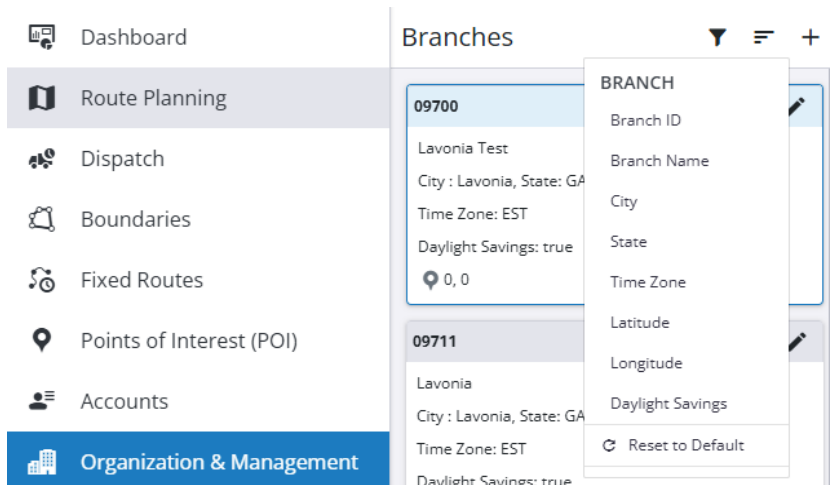 Dashboard
Route Planning
Dispatch
Boundaries
Fixed Routes
Points of Interest (POI)
Accounts
Organization & Management
Branches
09700
Lavonia Test
City : Lavonia, State: GA
Time Zone: EST
Daylight Savings: true
0, 0
09711
Lavonia
City : Lavonia, State: GA
Time Zone: EST
Daylight Savings: true
BRANCH
Branch ID
Branch Name
City
State
Time Zone
Latitude
Longitude
Daylight Savings
Reset to Default